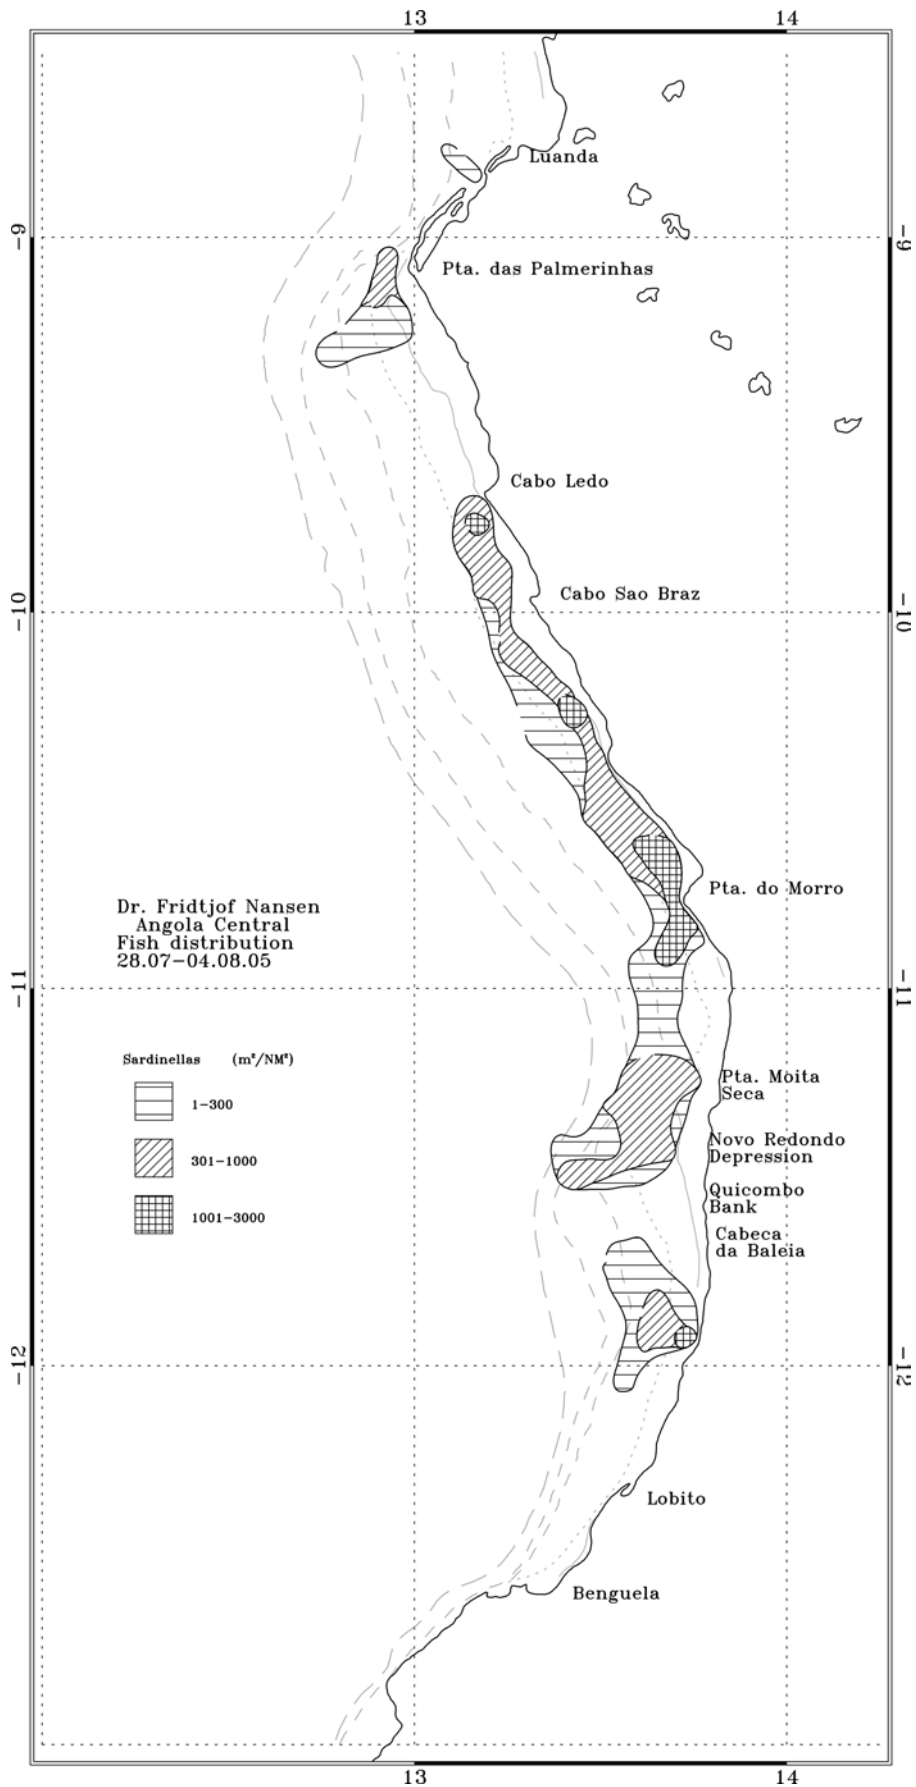 13 14
Luanda
-9 -9
Pta. das Palmerinhas
Cabo Ledo
Cabo Sao Braz
-10 -10
Pta. do Morro
Dr. Fridtjof Nansen
Angola Central
Fish distribution
28.07-04.08.05
-11 -11
Sardinellas (m²/NM²)
1-300
301-1000
1001-3000
Pta. Moita
Seca
Novo Redondo
Depression
Quicombo
Bank
Cabeca
da Baleia
-12 -12
Lobito
Benguela
13 14